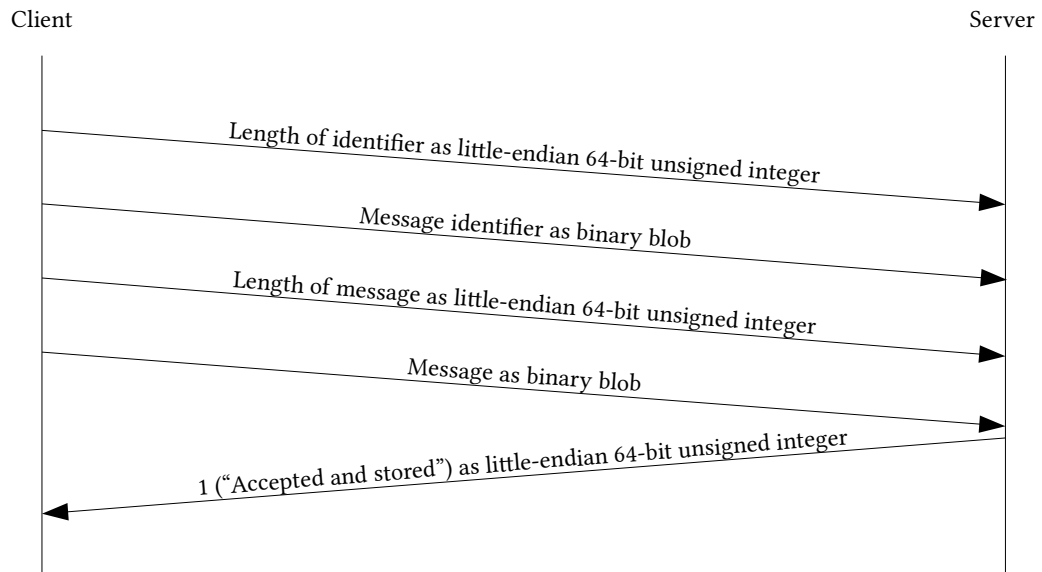 Client
Server
Length of identifier as little-endian 64-bit unsigned integer
Message identifier as binary blob
Length of message as little-endian 64-bit unsigned integer
Message as binary blob
1 (“Accepted and stored”) as little-endian 64-bit unsigned integer